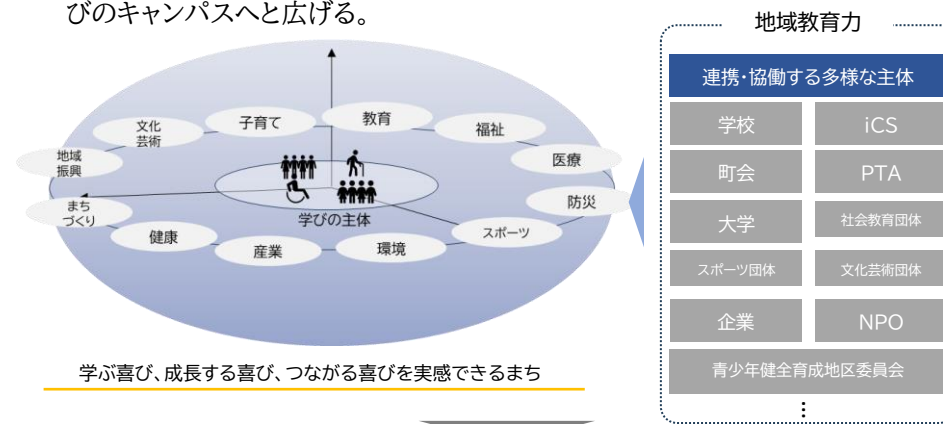 びのキャンパスへと広げる。
文化
芸術
子育て
教育
福祉
医療
防災
スポーツ
環境
産業
健康
まち
づくり
地域
振興
学びの主体
学ぶ喜び、成長する喜び、つながる喜びを実感できるまち
地域教育力
連携・協働する多様な主体
学校
iCS
町会
PTA
大学
社会教育団体
スポーツ団体
文化芸術団体
企業
NPO
青少年健全育成地区委員会
⋮